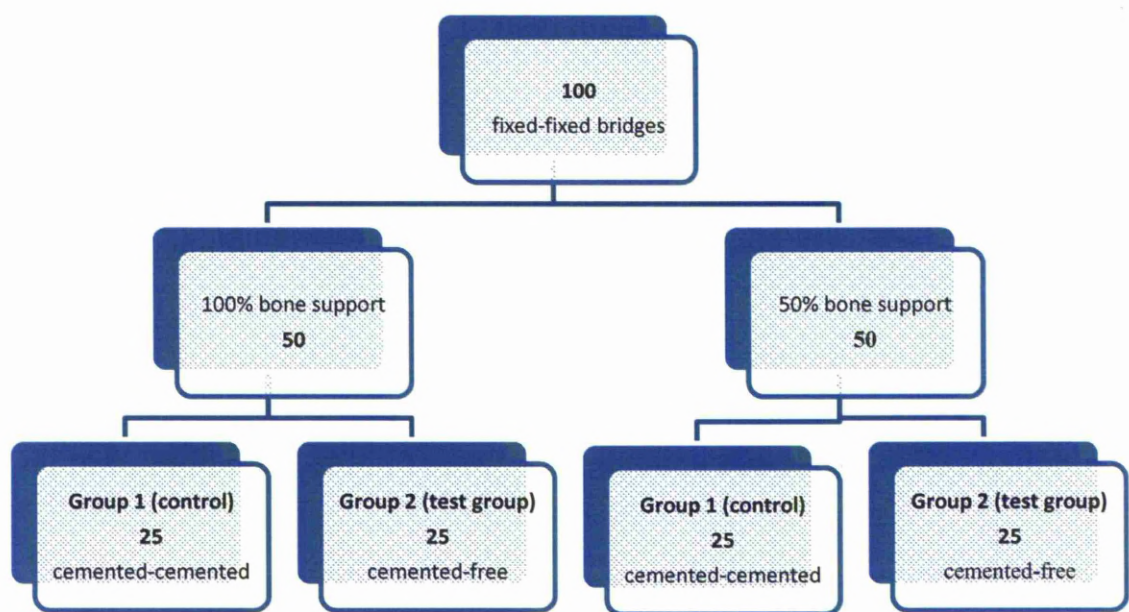 100
fixed-fixed bridges
100% bone support
50
50% bone support
50
Group 1 (control)
25
cemented-cemented
Group 2 (test group)
25
cemented-free
Group 1 (control)
25
cemented-cemented
Group 2 (test group)
25
cemented-free